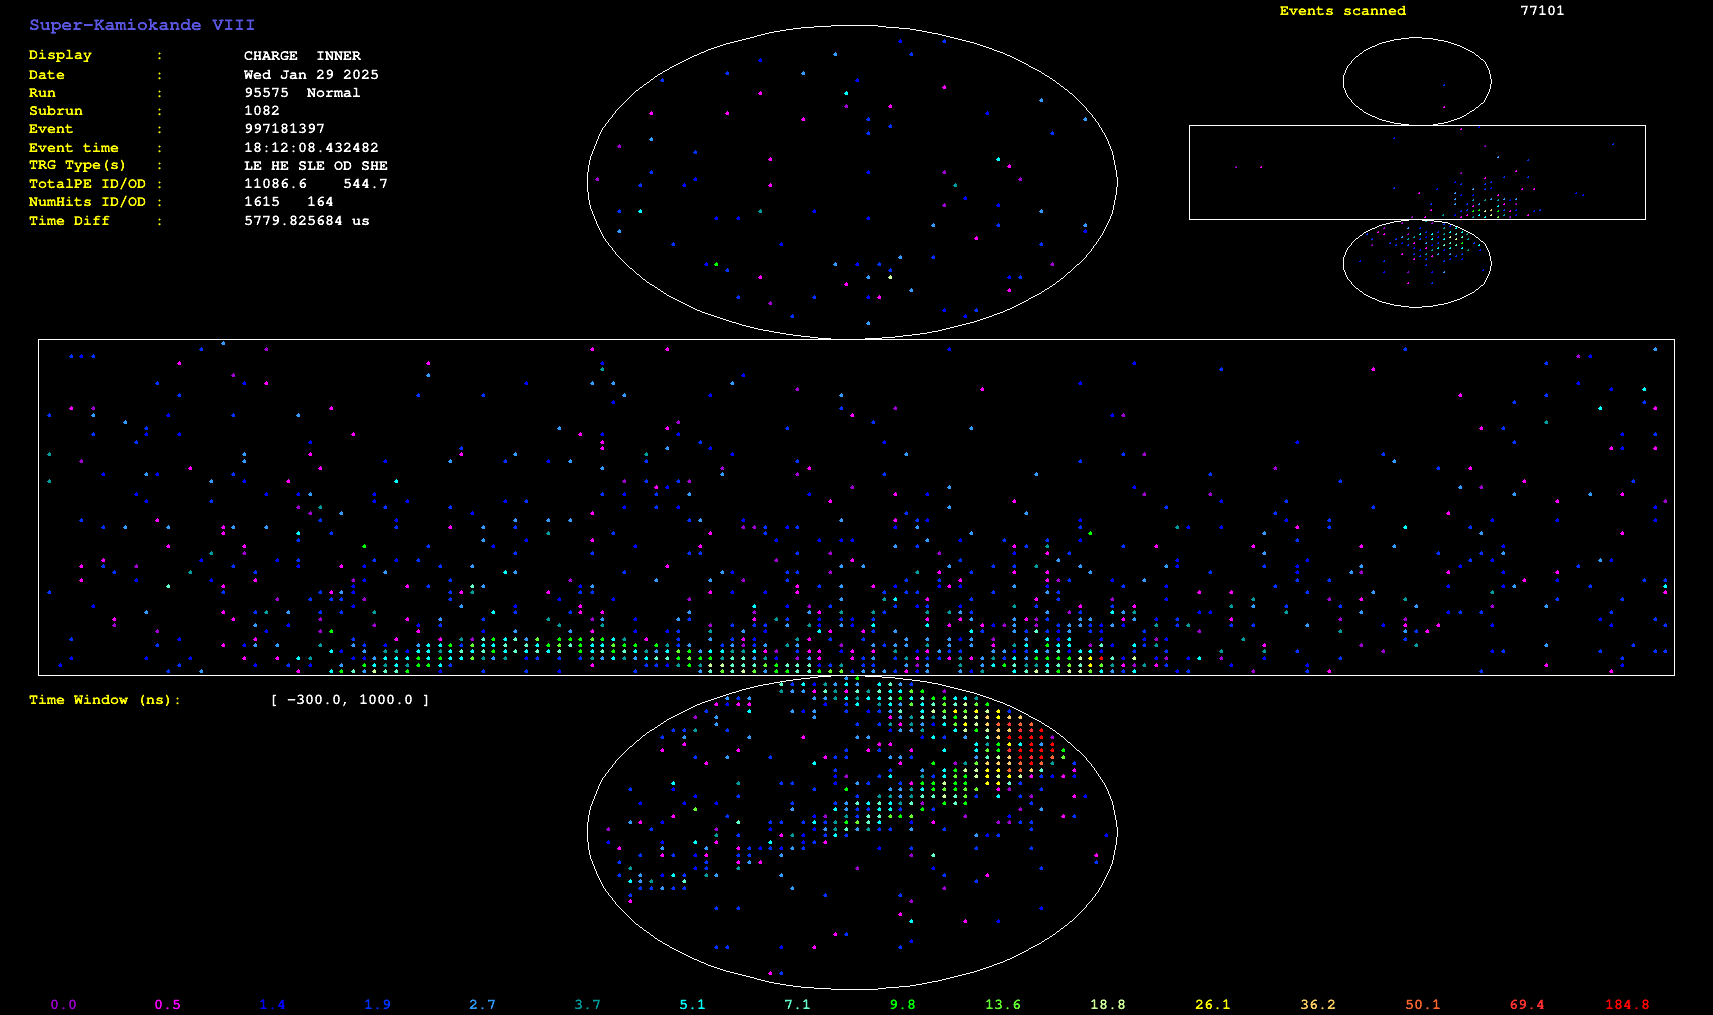 Super-Kamiokande VIII
Events scanned 77101
Display : CHARGE INNER
Date : Wed Jan 29 2025
Run : 95575 Normal
Subrun : 1082
Event : 997181397
Event time : 18:12:08.432482
TRG Type(s) : LE HE SLE OD SHE
TotalPE ID/OD : 11086.6 544.7
NumHits ID/OD : 1615 164
Time Diff : 5779.825684 us
Time Window (ns): [ -300.0, 1000.0 ]
0.0 0.5 1.4 1.9 2.7 3.7 5.1 7.1 9.8 13.6 18.8 26.1 36.2 50.1 69.4 184.8